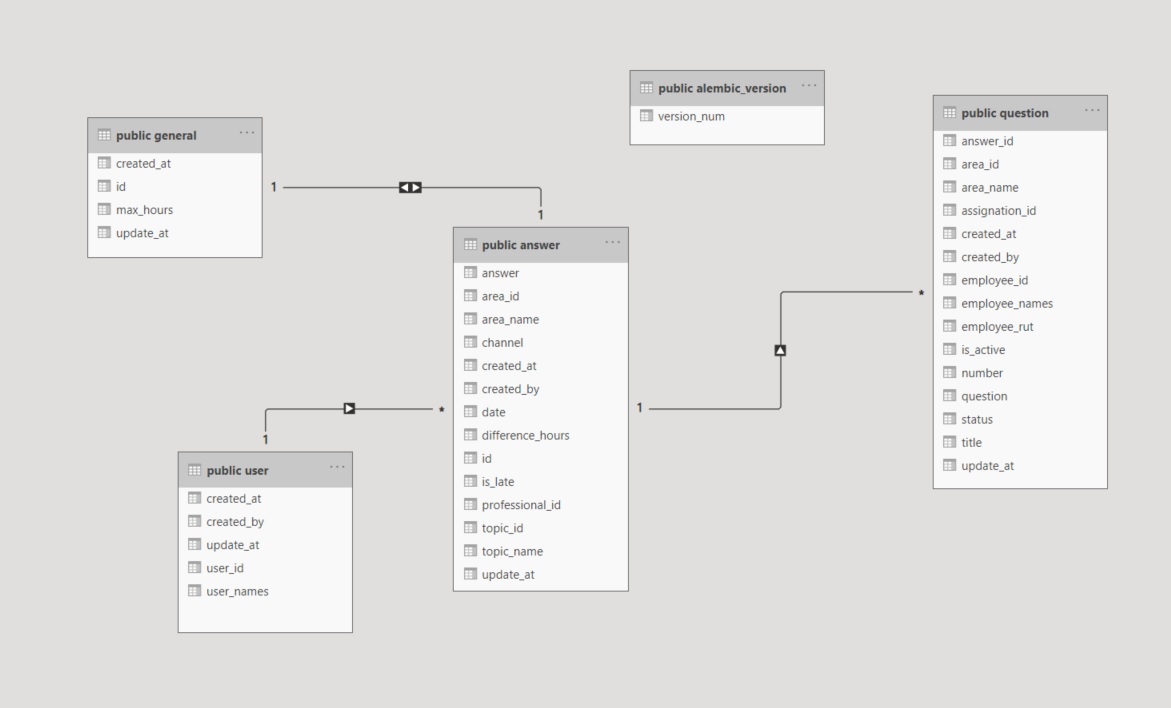 public general
created_at
id
max_hours
update_at
1
1
public alembic_version
version_num
public question
answer_id
area_id
area_name
assignation_id
created_at
created_by
employee_id
employee_names
employee_rut
is_active
number
question
status
title
update_at
*
public answer
answer
area_id
area_name
channel
created_at
created_by
date
difference_hours
id
is_late
professional_id
topic_id
topic_name
update_at
1
*
1
public user
created_at
created_by
update_at
user_id
user_names